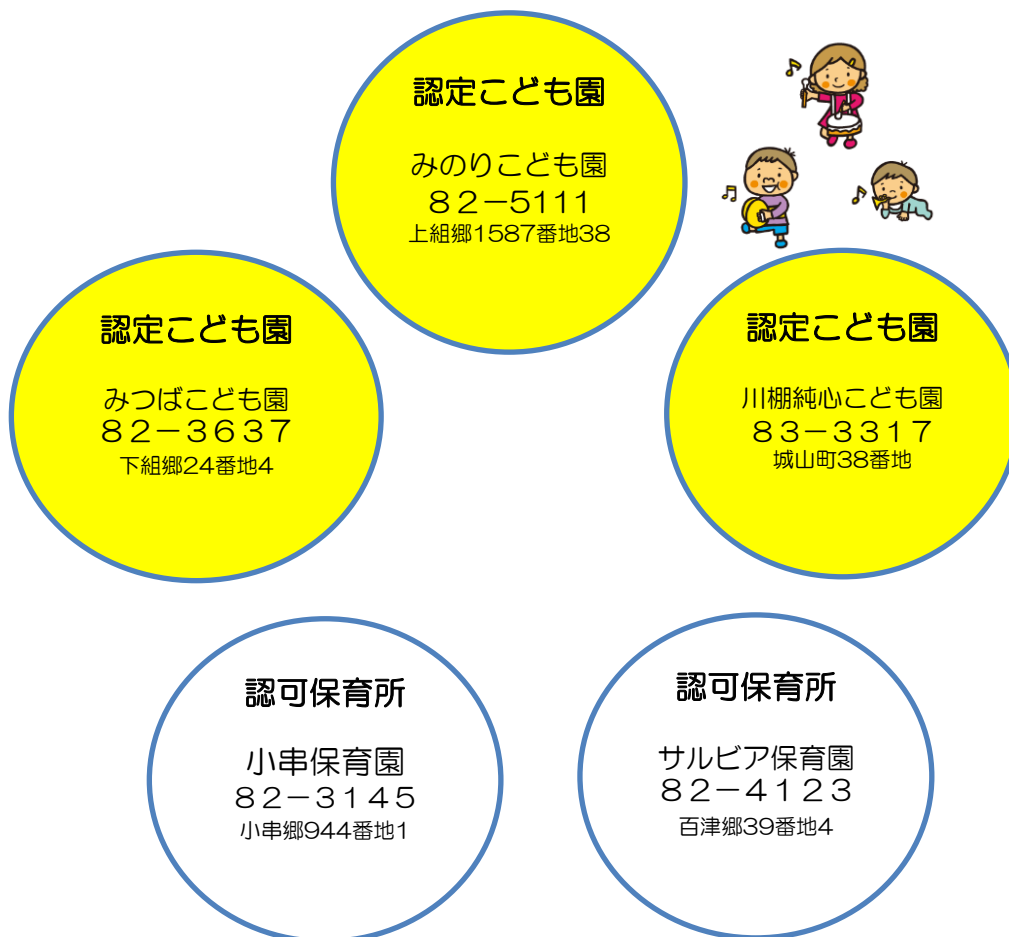 認定こども園
みのりこども園
８２－5111
上組郷1587番地38
認定こども園
みつばこども園
８２－３６３７
下組郷24番地4
認定こども園
川棚純心こども園
８３－３３１７
城山町38番地
認可保育所
小串保育園
８２－３１４５
小串郷944番地1
認可保育所
サルビア保育園
８２－４１２３
百津郷39番地4